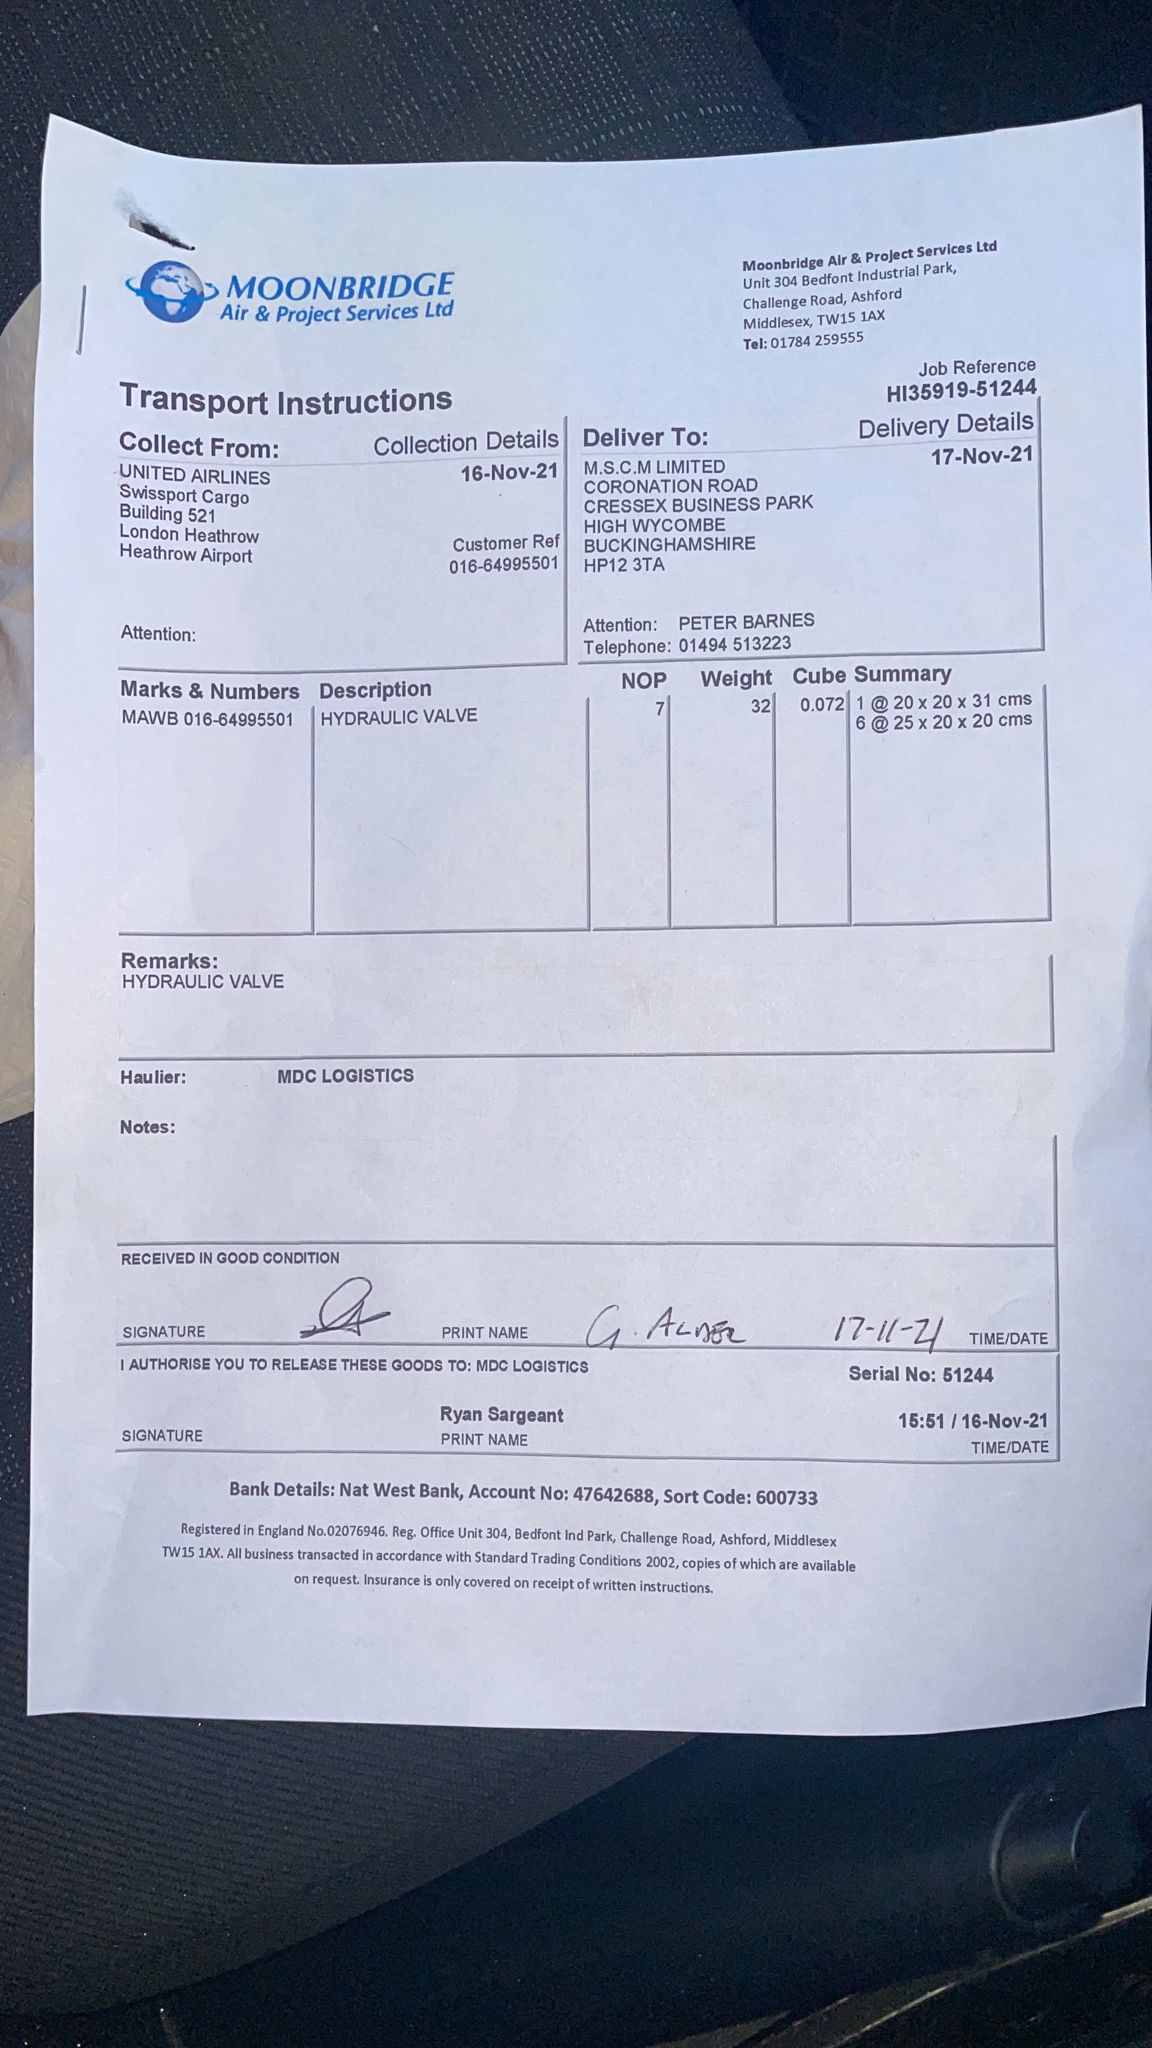 MOONBRIDGE
Air & Project Services Ltd
Moonbridge Air & Project Services Ltd
Unit 304 Bedfont Industrial Park,
Challenge Road, Ashford
Middlesex, TW15 1AX
Tel: 01784 259555
Job Reference
HI35919-51244
Transport Instructions
Collect From: Collection Details
UNITED AIRLINES 16-Nov-21
Swissport Cargo
Building 521
London Heathrow
Heathrow Airport
Customer Ref
016-64995501
Attention:
Deliver To: Delivery Details
M.S.C.M LIMITED 17-Nov-21
CORONATION ROAD
CRESSEX BUSINESS PARK
HIGH WYCOMBE
BUCKINGHAMSHIRE
HP12 3TA
Attention: PETER BARNES
Telephone: 01494 513223
Marks & Numbers Description NOP Weight Cube Summary
MAWB 016-64995501 HYDRAULIC VALVE 7 32 0.072 1 @ 20 x 20 x 31 cms
6 @ 25 x 20 x 20 cms
Remarks:
HYDRAULIC VALVE
Haulier: MDC LOGISTICS
Notes:
RECEIVED IN GOOD CONDITION
SIGNATURE PRINT NAME G. ALDER 17-11-21 TIME/DATE
I AUTHORISE YOU TO RELEASE THESE GOODS TO: MDC LOGISTICS
Serial No: 51244
Ryan Sargeant 15:51 / 16-Nov-21
SIGNATURE PRINT NAME TIME/DATE
Bank Details: Nat West Bank, Account No: 47642688, Sort Code: 600733
Registered in England No.02076946. Reg. Office Unit 304, Bedfont Ind Park, Challenge Road, Ashford, Middlesex
TW15 1AX. All business transacted in accordance with Standard Trading Conditions 2002, copies of which are available
on request. Insurance is only covered on receipt of written instructions.